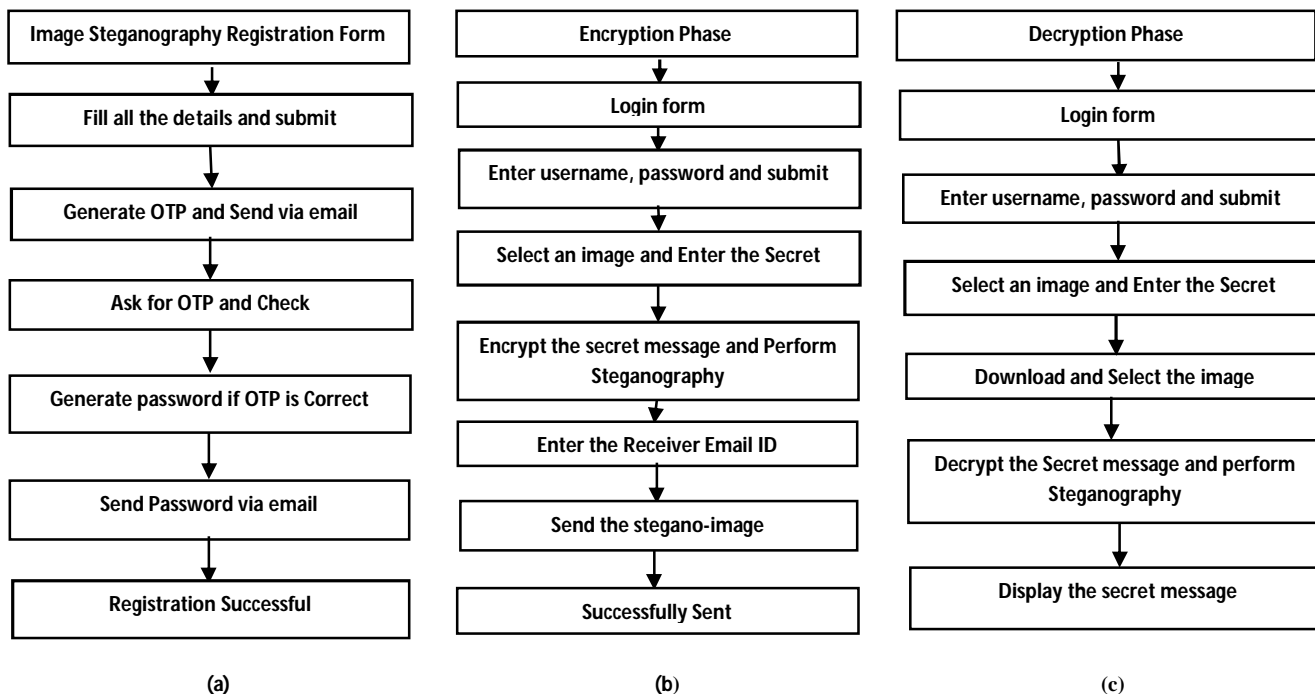 Image Steganography Registration Form
Fill all the details and submit
Generate OTP and Send via email
Ask for OTP and Check
Generate password if OTP is Correct
Send Password via email
Registration Successful
(a)
Encryption Phase
Login form
Enter username, password and submit
Select an image and Enter the Secret
Encrypt the secret message and Perform
Steganography
Enter the Receiver Email ID
Send the stegano-image
Successfully Sent
(b)
Decryption Phase
Login form
Enter username, password and submit
Select an image and Enter the Secret
Download and Select the image
Decrypt the Secret message and perform
Steganography
Display the secret message
(c)